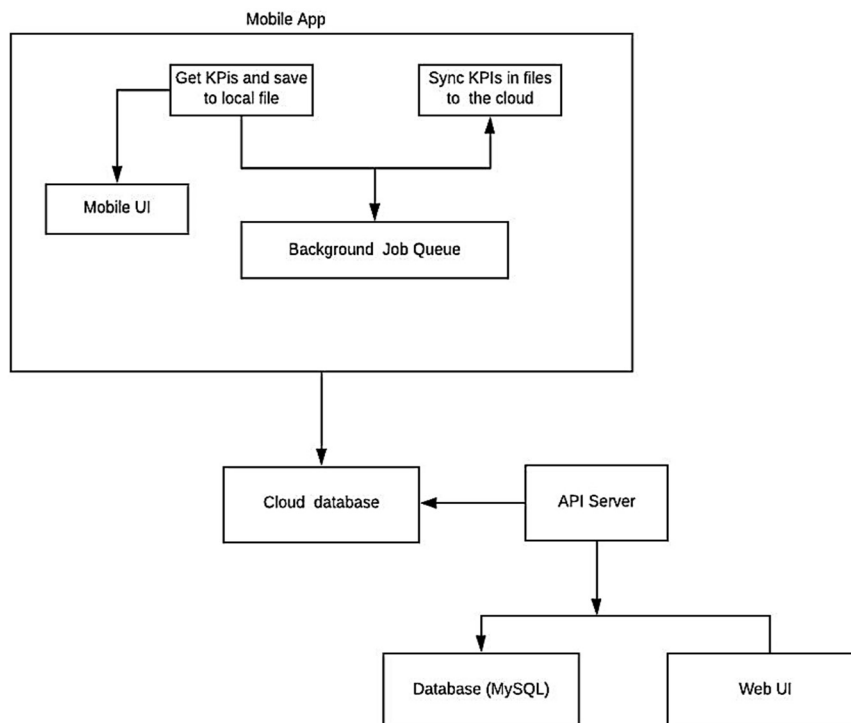 Mobile App
Get KPis and save
to local file
Sync KPIs in files
to the cloud
Mobile UI
Background Job Queue
Cloud database
API Server
Database (MySQL)
Web UI